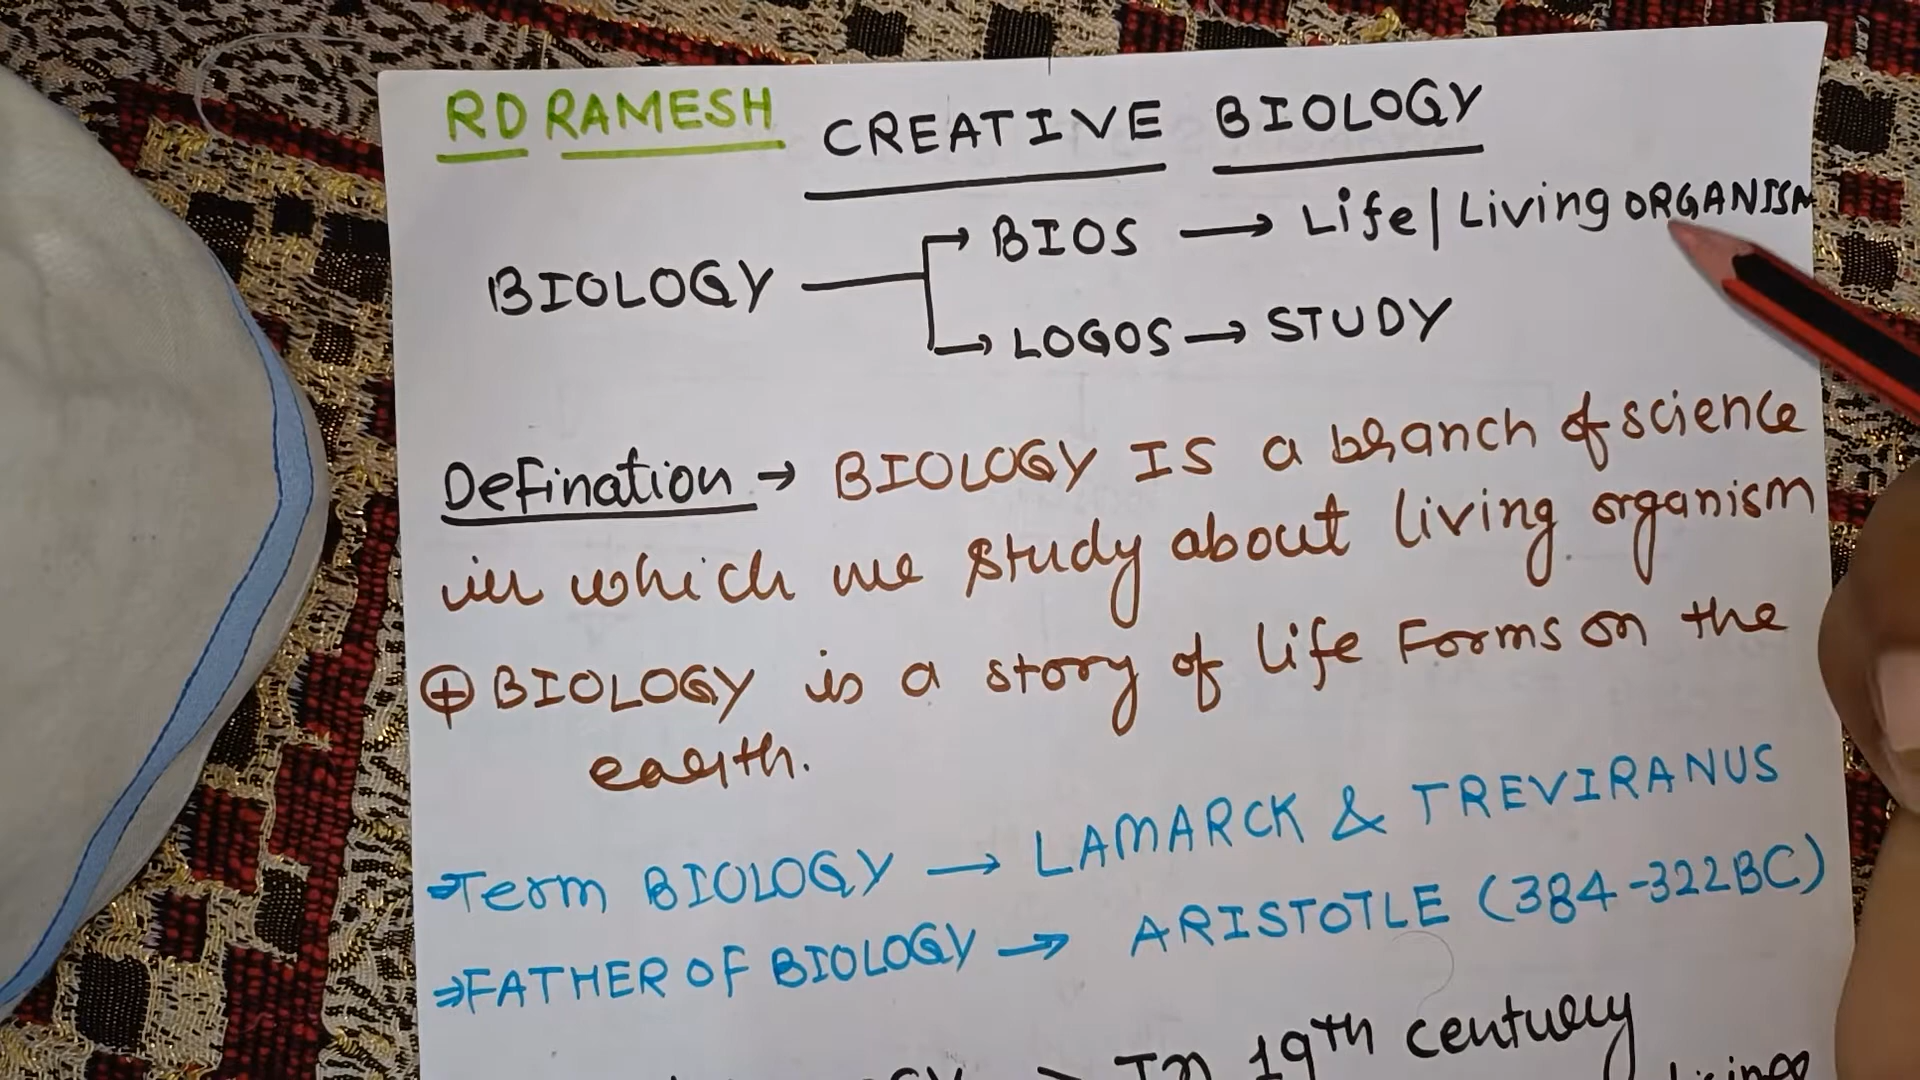 RD RAMESH CREATIVE BIOLOGY
BIOLOGY → BIOS → Life | Living ORGANISM
→ LOGOS → STUDY
Defination → BIOLOGY IS a branch of science
in which we study about living organism
⊕ BIOLOGY is a story of life Forms on the
earth.
⇒ Term BIOLOGY → LAMARCK & TREVIRANUS
⇒ FATHER OF BIOLOGY → ARISTOTLE (384-322BC)
In 19TH century